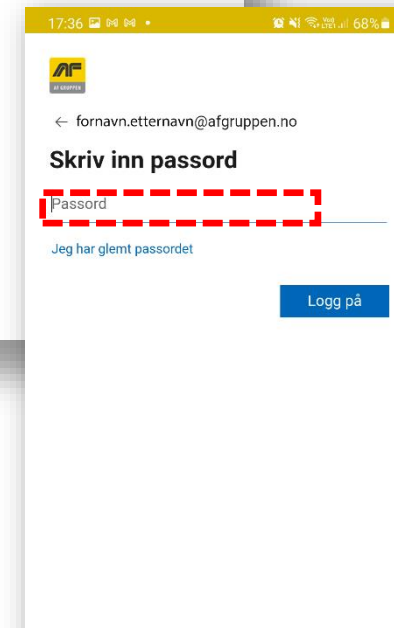 17:36 68%
AF
AF GRUPPEN
← fornavn.etternavn@afgruppen.no
Skriv inn passord
Passord
Jeg har glemt passordet
Logg på